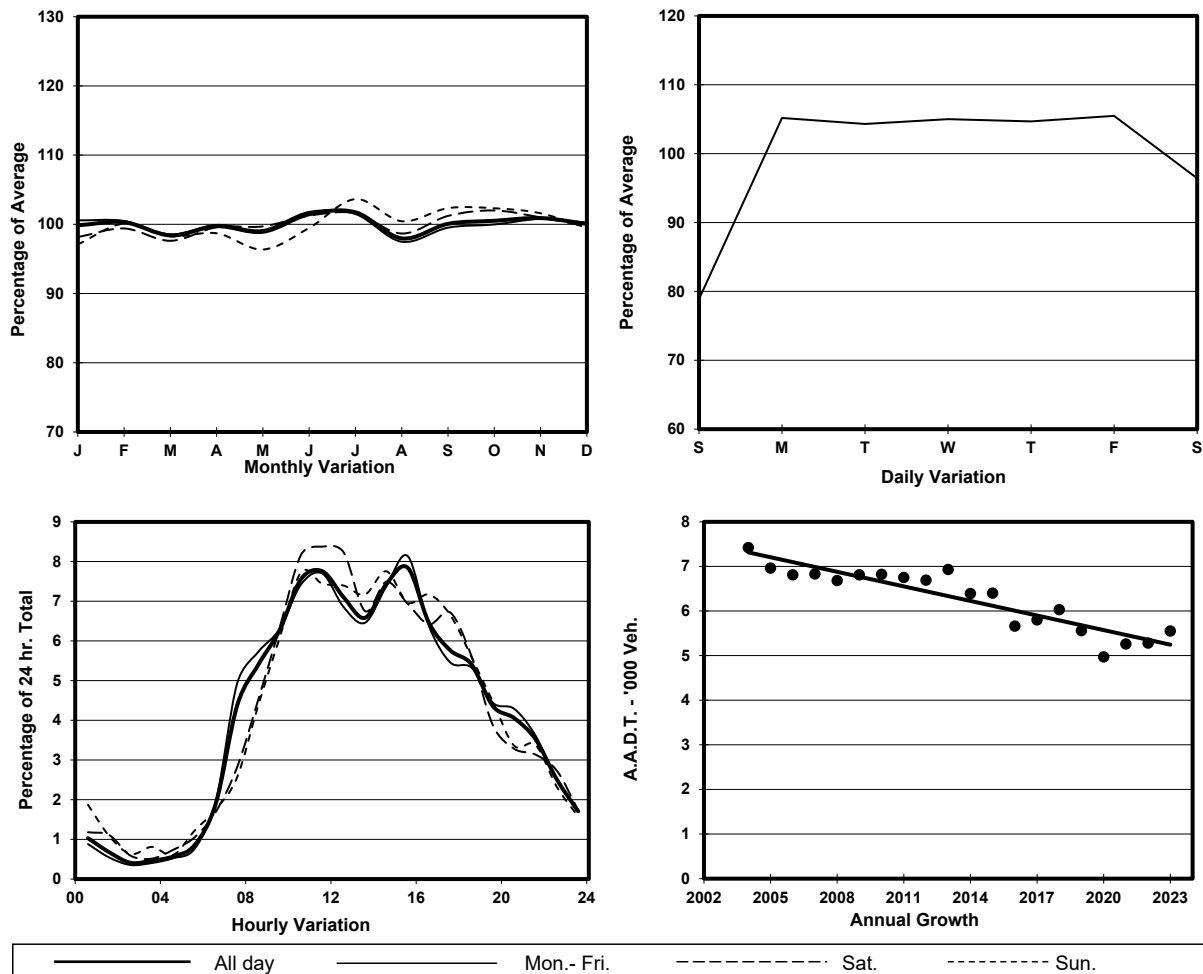 130
120
110
100
90
80
70
Percentage of Average
J F M A M J J A S O N D
Monthly Variation
120
110
100
90
80
70
60
Percentage of Average
S M T W T F S
Daily Variation
9
8
7
6
5
4
3
2
1
0
Percentage of 24 hr. Total
00 04 08 12 16 20 24
Hourly Variation
8
7
6
5
4
3
2
1
0
A.A.D.T. - '000 Veh.
2002 2005 2008 2011 2014 2017 2020 2023
Annual Growth
All day Mon.- Fri. Sat. Sun.